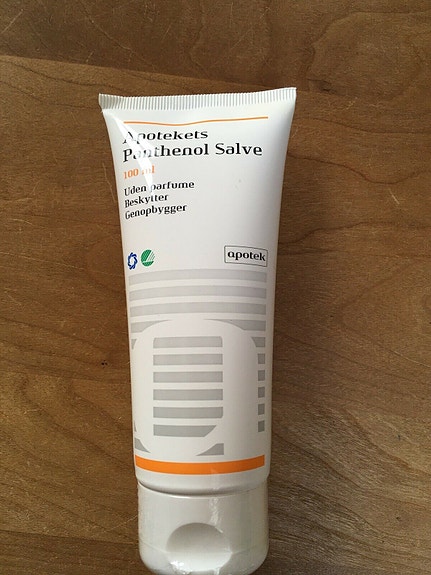 Apotekets
Panthenol Salve
100 ml
Uden parfume
Beskytter
Genopbygger
apotek